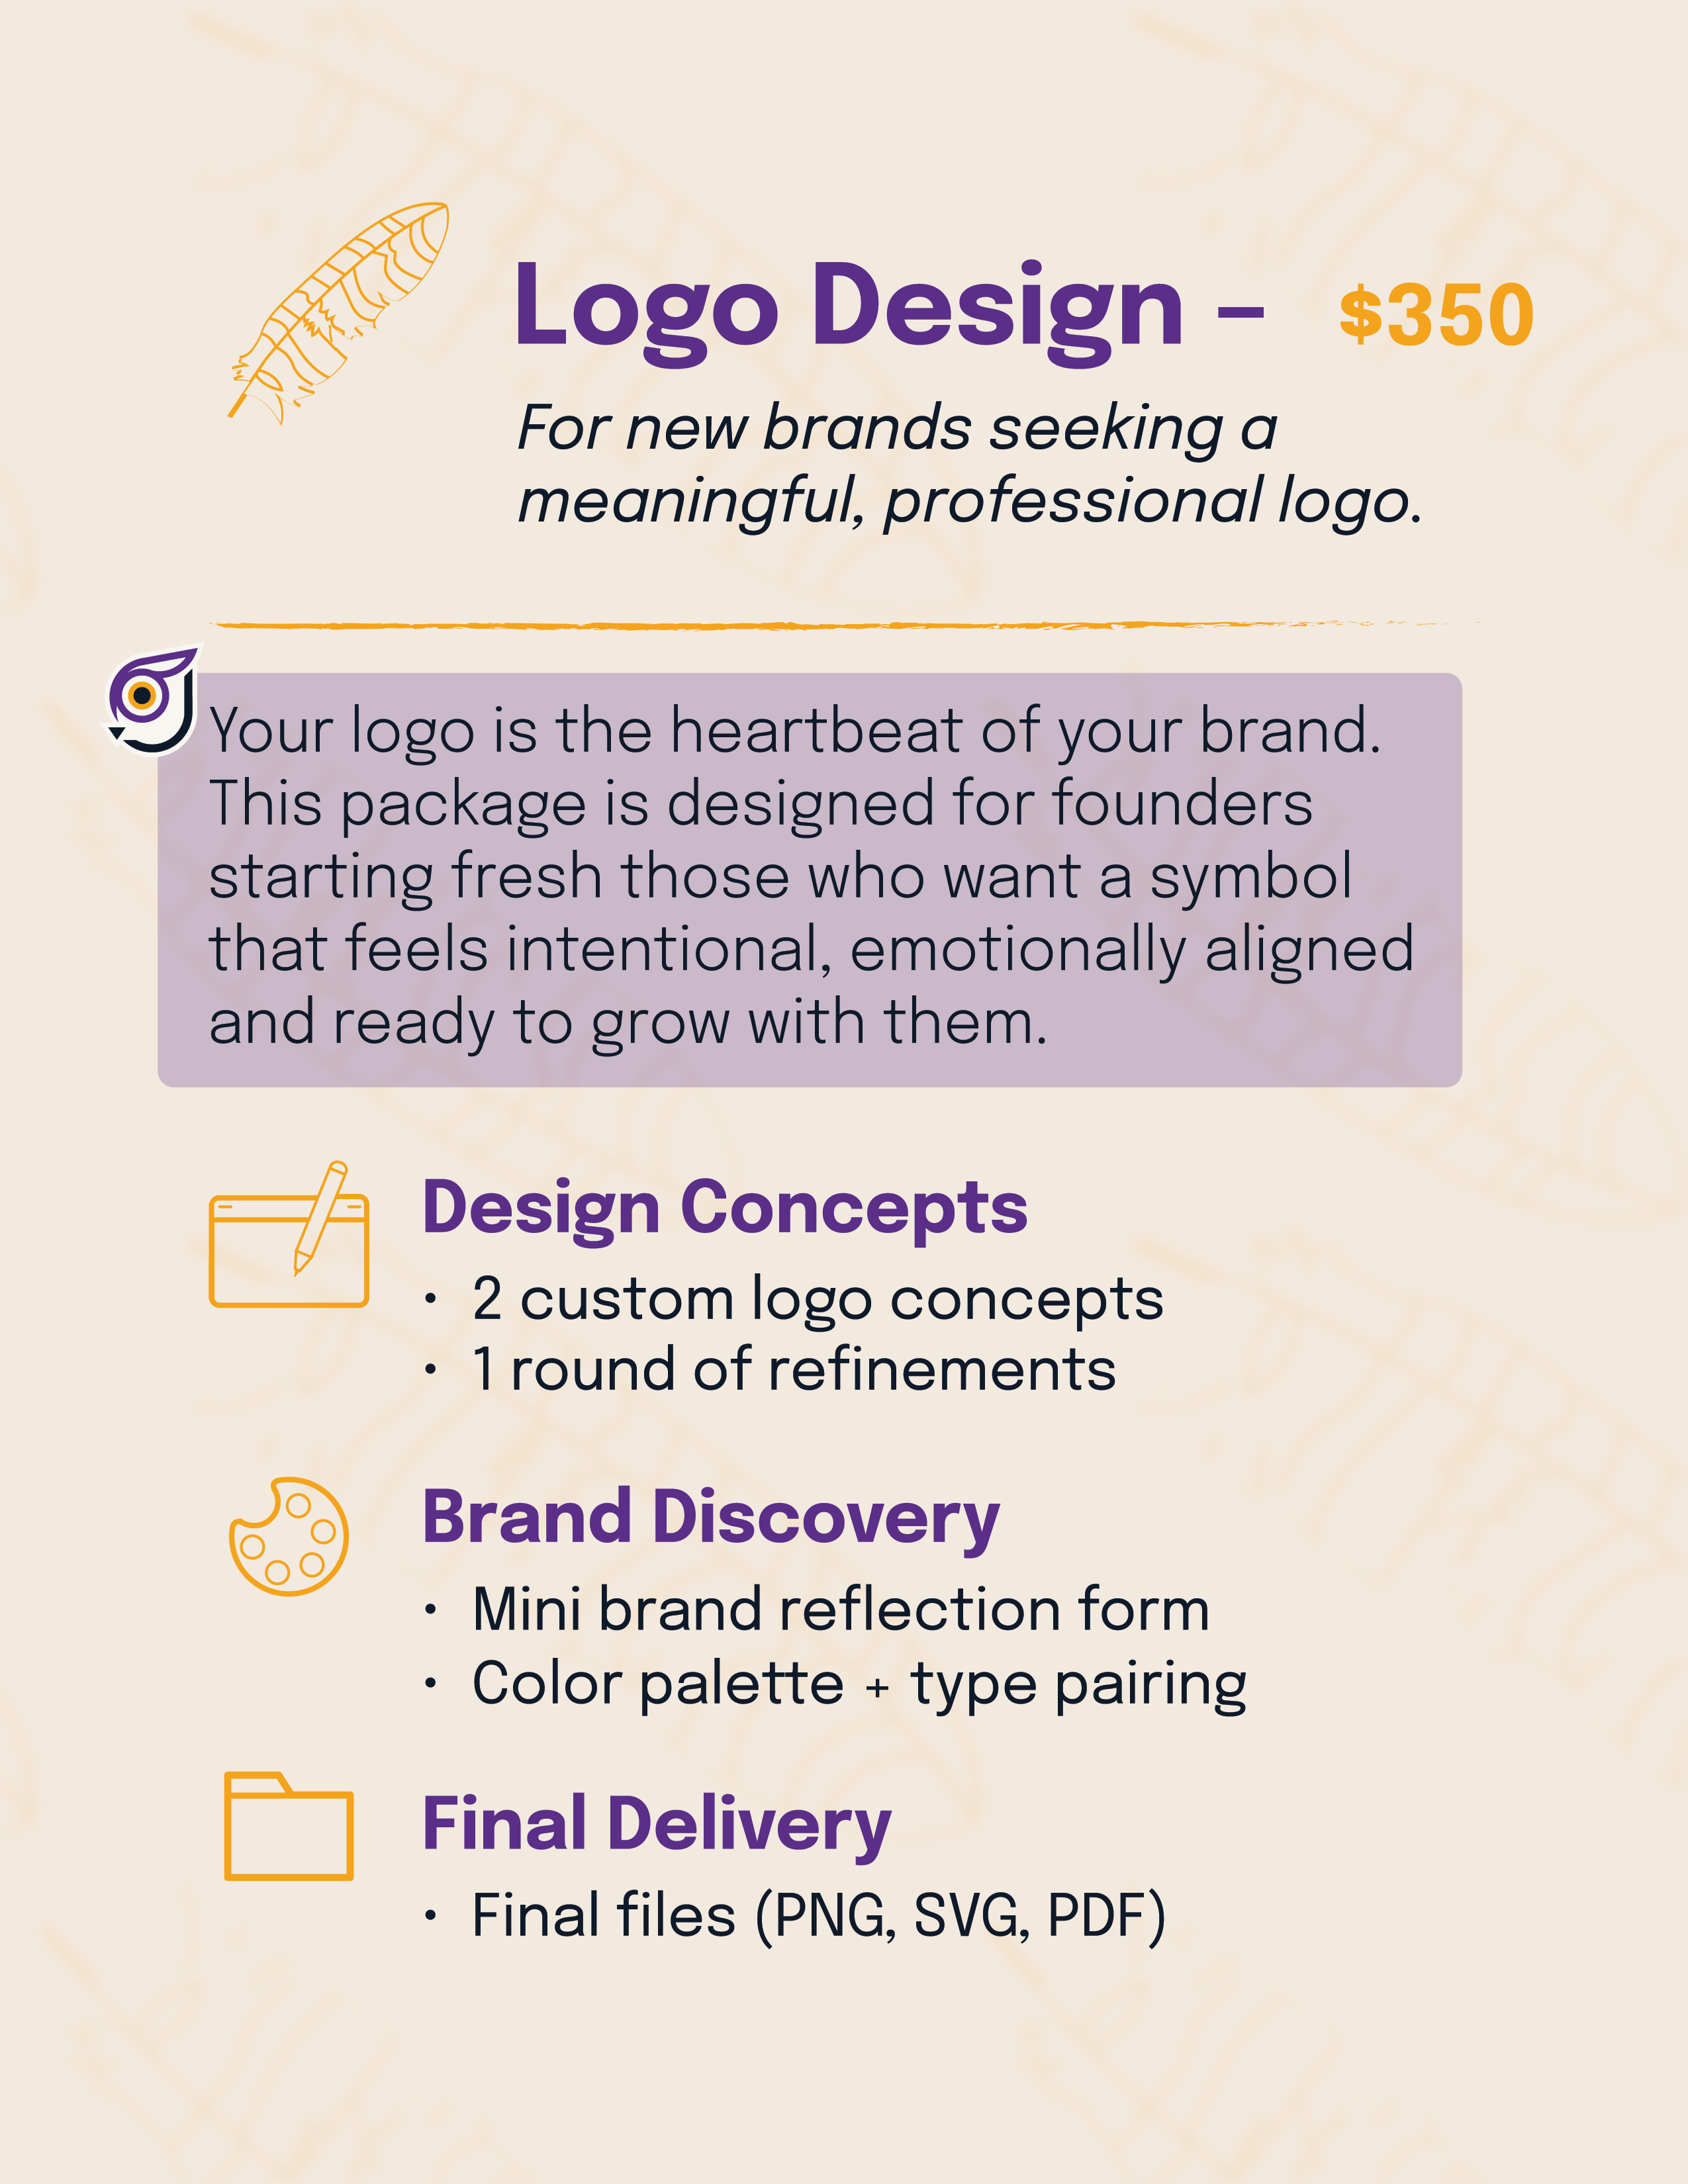 Logo Design – $350
For new brands seeking a
meaningful, professional logo.
Your logo is the heartbeat of your brand.
This package is designed for founders
starting fresh those who want a symbol
that feels intentional, emotionally aligned
and ready to grow with them.
Design Concepts
• 2 custom logo concepts
• 1 round of refinements
Brand Discovery
• Mini brand reflection form
• Color palette + type pairing
Final Delivery
• Final files (PNG, SVG, PDF)